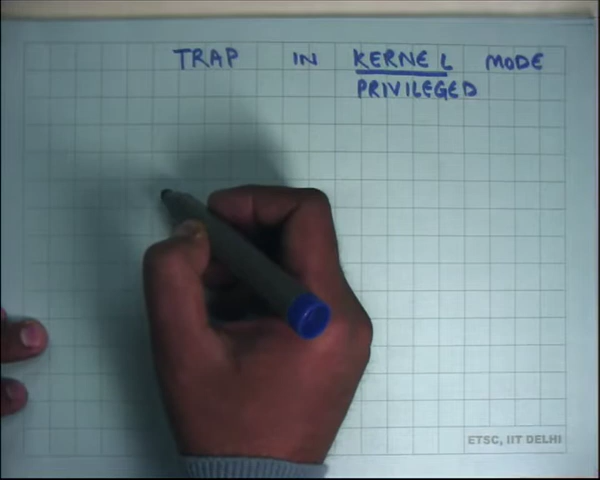 TRAP IN KERNEL MODE
PRIVILEGED
ETSC, IIT DELHI